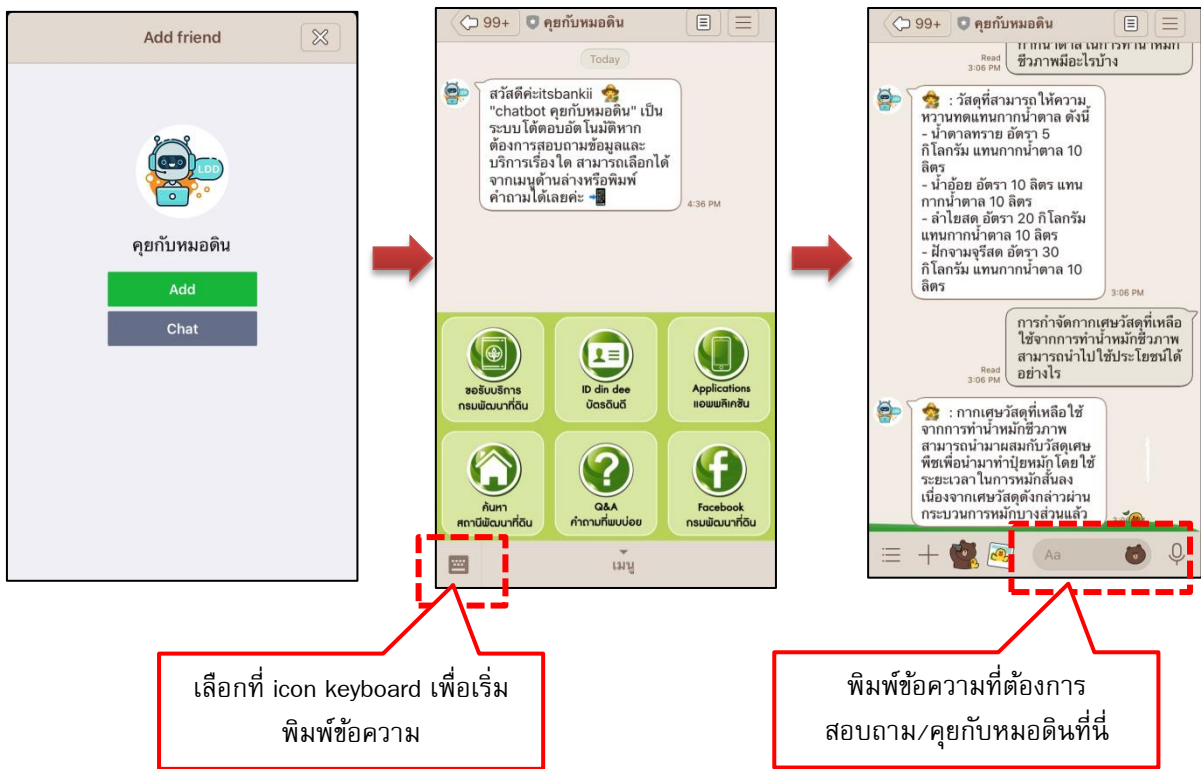 Add friend
LDD
คุยกับหมอดิน
Add
Chat
99+ คุยกับหมอดิน
Today
สวัสดีค่ะitsbankii
"chatbot คุยกับหมอดิน" เป็น
ระบบโต้ตอบอัตโนมัติหาก
ต้องการสอบถามข้อมูลและ
บริการเรื่องใด สามารถเลือกได้
จากเมนูด้านล่างหรือพิมพ์
คำถามได้เลยค่ะ
4:36 PM
ขอรับบริการ
กรมพัฒนาที่ดิน
ID din dee
บัตรดินดี
Applications
แอพพลิเคชัน
ค้นหา
สถานีพัฒนาที่ดิน
Q&A
คำถามที่พบบ่อย
Facebook
กรมพัฒนาที่ดิน
เมนู
99+ คุยกับหมอดิน
ชีวภาพมีอะไรบ้าง
Read
3:06 PM
: วัสดุที่สามารถให้ความ
หวานทดแทนกากน้ำตาล ดังนี้
- น้ำตาลทราย อัตรา 5
กิโลกรัม แทนกากน้ำตาล 10
ลิตร
- น้ำอ้อย อัตรา 10 ลิตร แทน
กากน้ำตาล 10 ลิตร
- ลำไยสด อัตรา 20 กิโลกรัม
แทนกากน้ำตาล 10 ลิตร
- ฝักจามจุรีสด อัตรา 30
กิโลกรัม แทนกากน้ำตาล 10
ลิตร
3:06 PM
การกำจัดกากเศษวัสดุที่เหลือ
ใช้จากการทำน้ำหมักชีวภาพ
สามารถนำไปใช้ประโยชน์ได้
อย่างไร
Read
3:06 PM
: กากเศษวัสดุที่เหลือใช้
จากการทำน้ำหมักชีวภาพ
สามารถนำมาผสมกับวัสดุเศษ
พืชเพื่อนำมาทำปุ๋ยหมักโดยใช้
ระยะเวลาในการหมักสั้นลง
เนื่องจากเศษวัสดุดังกล่าวผ่าน
กระบวนการหมักบางส่วนแล้ว
Aa
เลือกที่ icon keyboard เพื่อเริ่ม
พิมพ์ข้อความ
พิมพ์ข้อความที่ต้องการ
สอบถาม/คุยกับหมอดินที่นี่